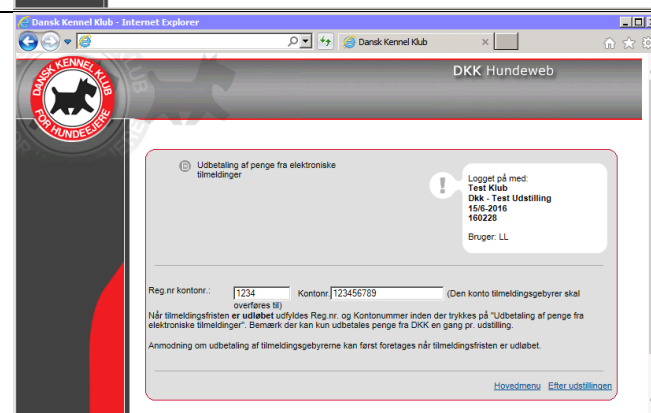 Dansk Kennel Klub - Internet Explorer
Dansk Kennel Klub
DANSK KENNEL KLUB
FOR HUNDEEJERE
DKK Hundeweb
Udbetaling af penge fra elektroniske
tilmeldinger
Logget på med:
Test Klub
Dkk - Test Udstilling
15/6-2016
160228
Bruger: LL
Reg.nr kontonr.: 1234 Kontonr. 123456789 (Den konto tilmeldingsgebyrer skal
overføres til)
Når tilmeldingsfristen er udløbet udfyldes Reg.nr. og Kontonummer inden der trykkes på "Udbetaling af penge fra
elektroniske tilmeldinger". Bemærk der kan kun udbetales penge fra DKK en gang pr. udstilling.
Anmodning om udbetaling af tilmeldingsgebyrerne kan først foretages når tilmeldingsfristen er udløbet.
Hovedmenu Efter udstillingen